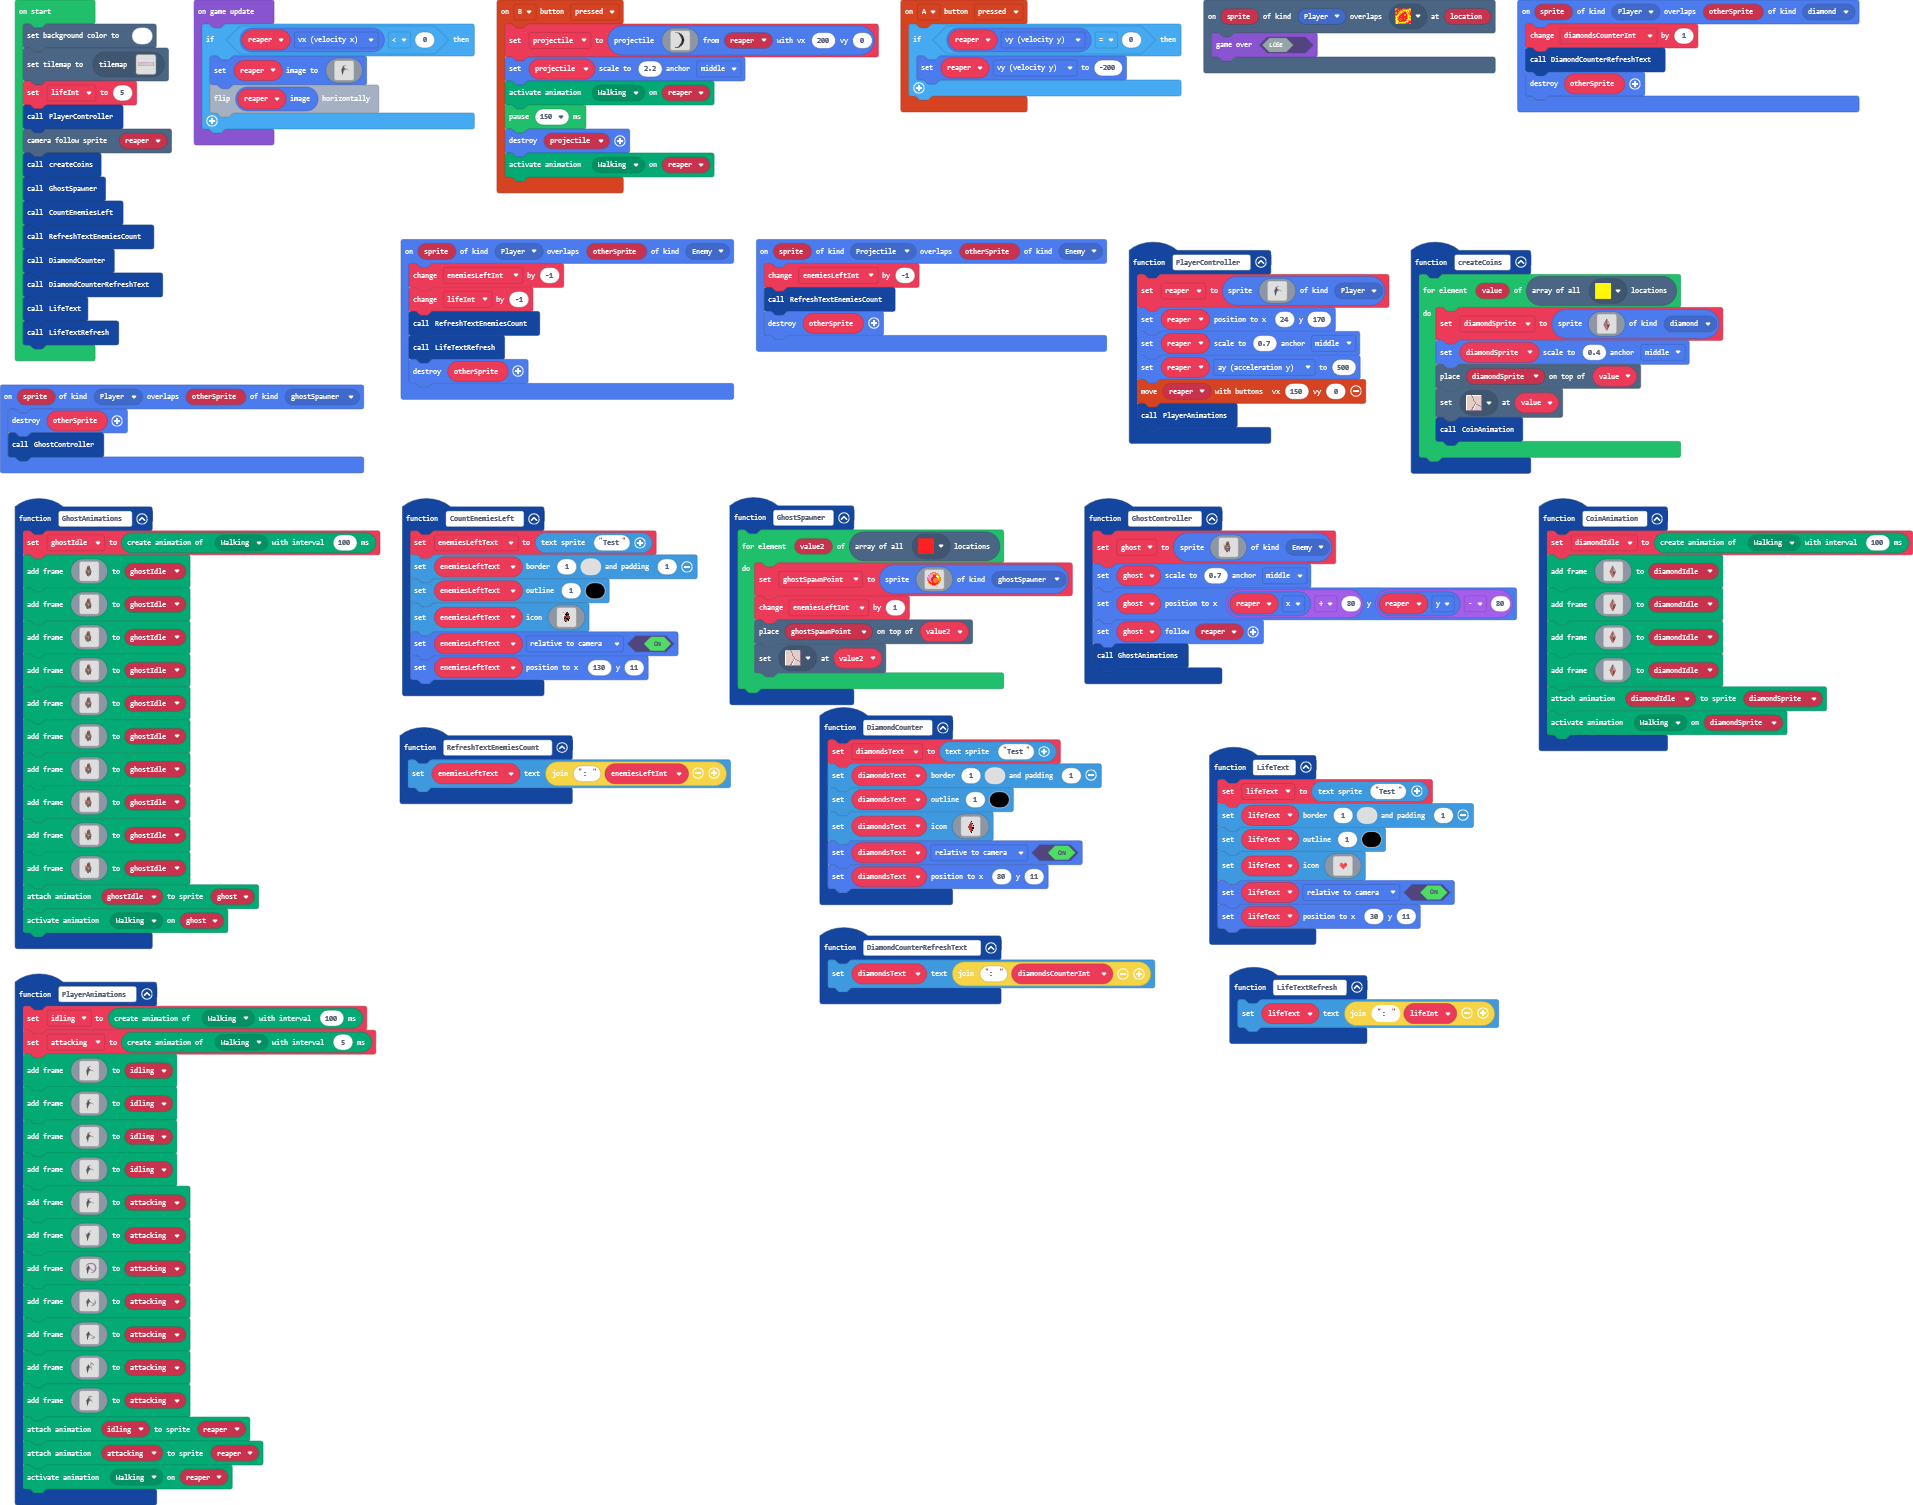 on start
set background color to
set tilemap to tilemap
set lifeInt to 5
call PlayerController
camera follow sprite reaper
call createCoins
call GhostSpawner
call CountEnemiesLeft
call RefreshTextEnemiesCount
call DiamondCounter
call DiamondCounterRefreshText
call LifeText
call LifeTextRefresh
on game update
if reaper vx (velocity x) < 0 then
set reaper image to
flip reaper image horizontally
on B button pressed
set projectile to projectile from reaper with vx 200 vy 0
set projectile scale to 2.2 anchor middle
activate animation Walking on reaper
pause 150 ms
destroy projectile
activate animation Walking on reaper
on A button pressed
if reaper vy (velocity y) = 0 then
set reaper vy (velocity y) to -200
on sprite of kind Player overlaps at location
game over LOSE
on sprite of kind Player overlaps otherSprite of kind diamond
change diamondsCounterInt by 1
call DiamondCounterRefreshText
destroy otherSprite
on sprite of kind Player overlaps otherSprite of kind Enemy
change enemiesLeftInt by -1
change lifeInt by -1
call RefreshTextEnemiesCount
call LifeTextRefresh
destroy otherSprite
on sprite of kind Projectile overlaps otherSprite of kind Enemy
change enemiesLeftInt by -1
call RefreshTextEnemiesCount
destroy otherSprite
function PlayerController
set reaper to sprite of kind Player
set reaper position to x 24 y 170
set reaper scale to 0.7 anchor middle
set reaper ay (acceleration y) to 500
move reaper with buttons vx 150 vy 0
call PlayerAnimations
function createCoins
for element value of array of all locations
do
set diamondSprite to sprite of kind diamond
set diamondSprite scale to 0.4 anchor middle
place diamondSprite on top of value
set at value
call CoinAnimation
on sprite of kind Player overlaps otherSprite of kind ghostSpawner
destroy otherSprite
call GhostController
function GhostAnimations
set ghostIdle to create animation of Walking with interval 100 ms
add frame to ghostIdle
add frame to ghostIdle
add frame to ghostIdle
add frame to ghostIdle
add frame to ghostIdle
add frame to ghostIdle
add frame to ghostIdle
add frame to ghostIdle
add frame to ghostIdle
add frame to ghostIdle
attach animation ghostIdle to sprite ghost
activate animation Walking on ghost
function CountEnemiesLeft
set enemiesLeftText to text sprite "Test"
set enemiesLeftText border 1 and padding 1
set enemiesLeftText outline 1
set enemiesLeftText icon
set enemiesLeftText relative to camera ON
set enemiesLeftText position to x 130 y 11
function GhostSpawner
for element value2 of array of all locations
do
set ghostSpawnPoint to sprite of kind ghostSpawner
change enemiesLeftInt by 1
place ghostSpawnPoint on top of value2
set at value2
function GhostController
set ghost to sprite of kind Enemy
set ghost scale to 0.7 anchor middle
set ghost position to x reaper x + 80 y reaper y - 80
set ghost follow reaper
call GhostAnimations
function CoinAnimation
set diamondIdle to create animation of Walking with interval 100 ms
add frame to diamondIdle
add frame to diamondIdle
add frame to diamondIdle
add frame to diamondIdle
attach animation diamondIdle to sprite diamondSprite
activate animation Walking on diamondSprite
function RefreshTextEnemiesCount
set enemiesLeftText text join ":" enemiesLeftInt
function DiamondCounter
set diamondsText to text sprite "Test"
set diamondsText border 1 and padding 1
set diamondsText outline 1
set diamondsText icon
set diamondsText relative to camera ON
set diamondsText position to x 80 y 11
function LifeText
set lifeText to text sprite "Test"
set lifeText border 1 and padding 1
set lifeText outline 1
set lifeText icon
set lifeText relative to camera ON
set lifeText position to x 30 y 11
function DiamondCounterRefreshText
set diamondsText text join ":" diamondsCounterInt
function LifeTextRefresh
set lifeText text join ":" lifeInt
function PlayerAnimations
set idling to create animation of Walking with interval 100 ms
set attacking to create animation of Walking with interval 5 ms
add frame to idling
add frame to idling
add frame to idling
add frame to idling
add frame to attacking
add frame to attacking
add frame to attacking
add frame to attacking
add frame to attacking
add frame to attacking
add frame to attacking
attach animation idling to sprite reaper
attach animation attacking to sprite reaper
activate animation Walking on reaper